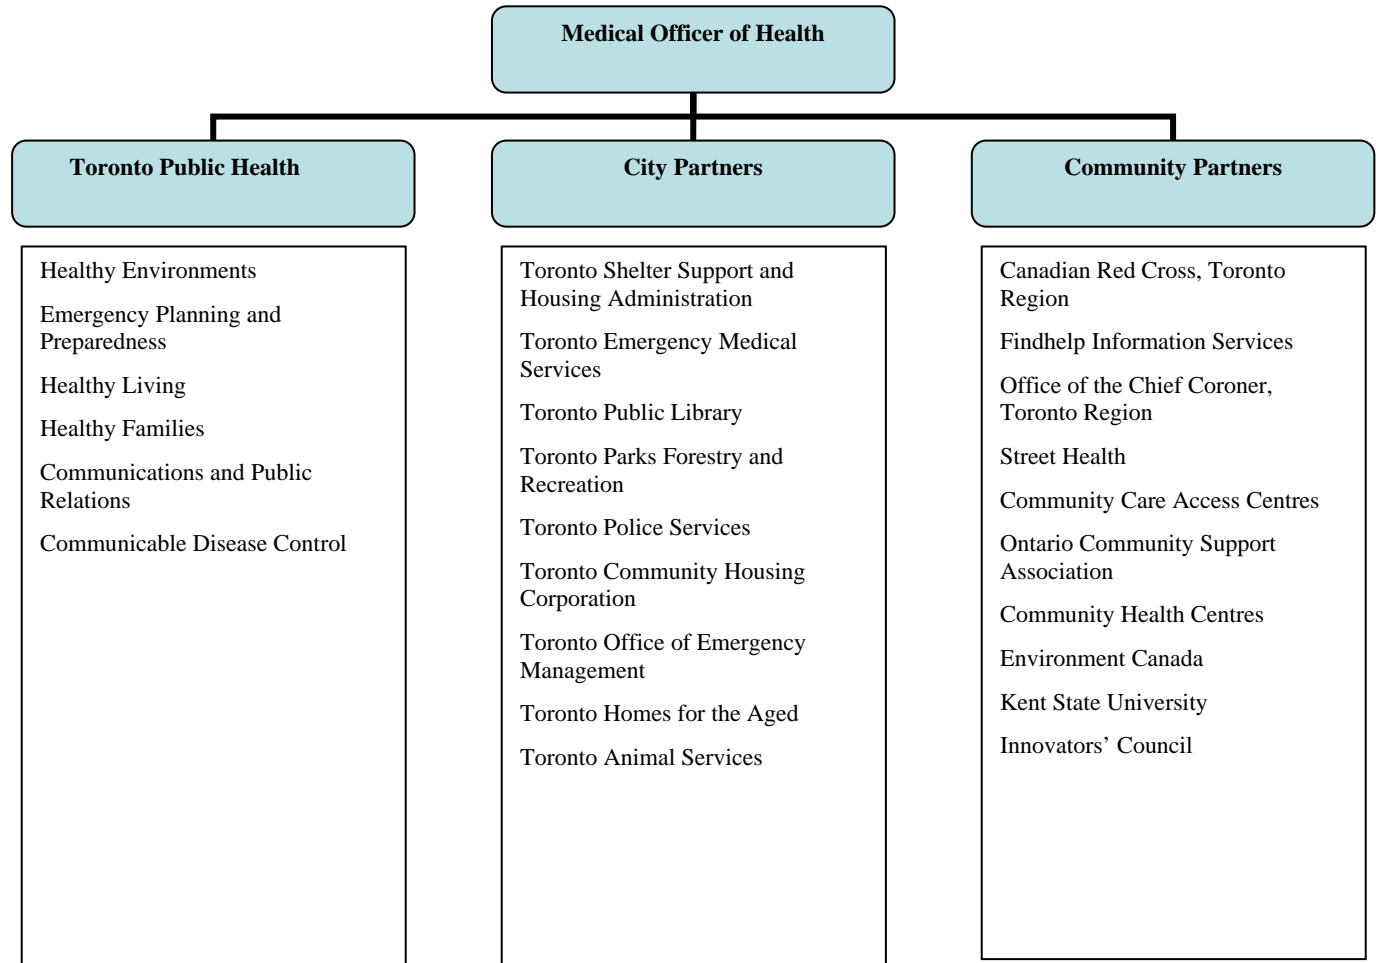 Medical Officer of Health
Toronto Public Health
City Partners
Community Partners
Healthy Environments
Emergency Planning and
Preparedness
Healthy Living
Healthy Families
Communications and Public
Relations
Communicable Disease Control
Toronto Shelter Support and
Housing Administration
Toronto Emergency Medical
Services
Toronto Public Library
Toronto Parks Forestry and
Recreation
Toronto Police Services
Toronto Community Housing
Corporation
Toronto Office of Emergency
Management
Toronto Homes for the Aged
Toronto Animal Services
Canadian Red Cross, Toronto
Region
Findhelp Information Services
Office of the Chief Coroner,
Toronto Region
Street Health
Community Care Access Centres
Ontario Community Support
Association
Community Health Centres
Environment Canada
Kent State University
Innovators’ Council